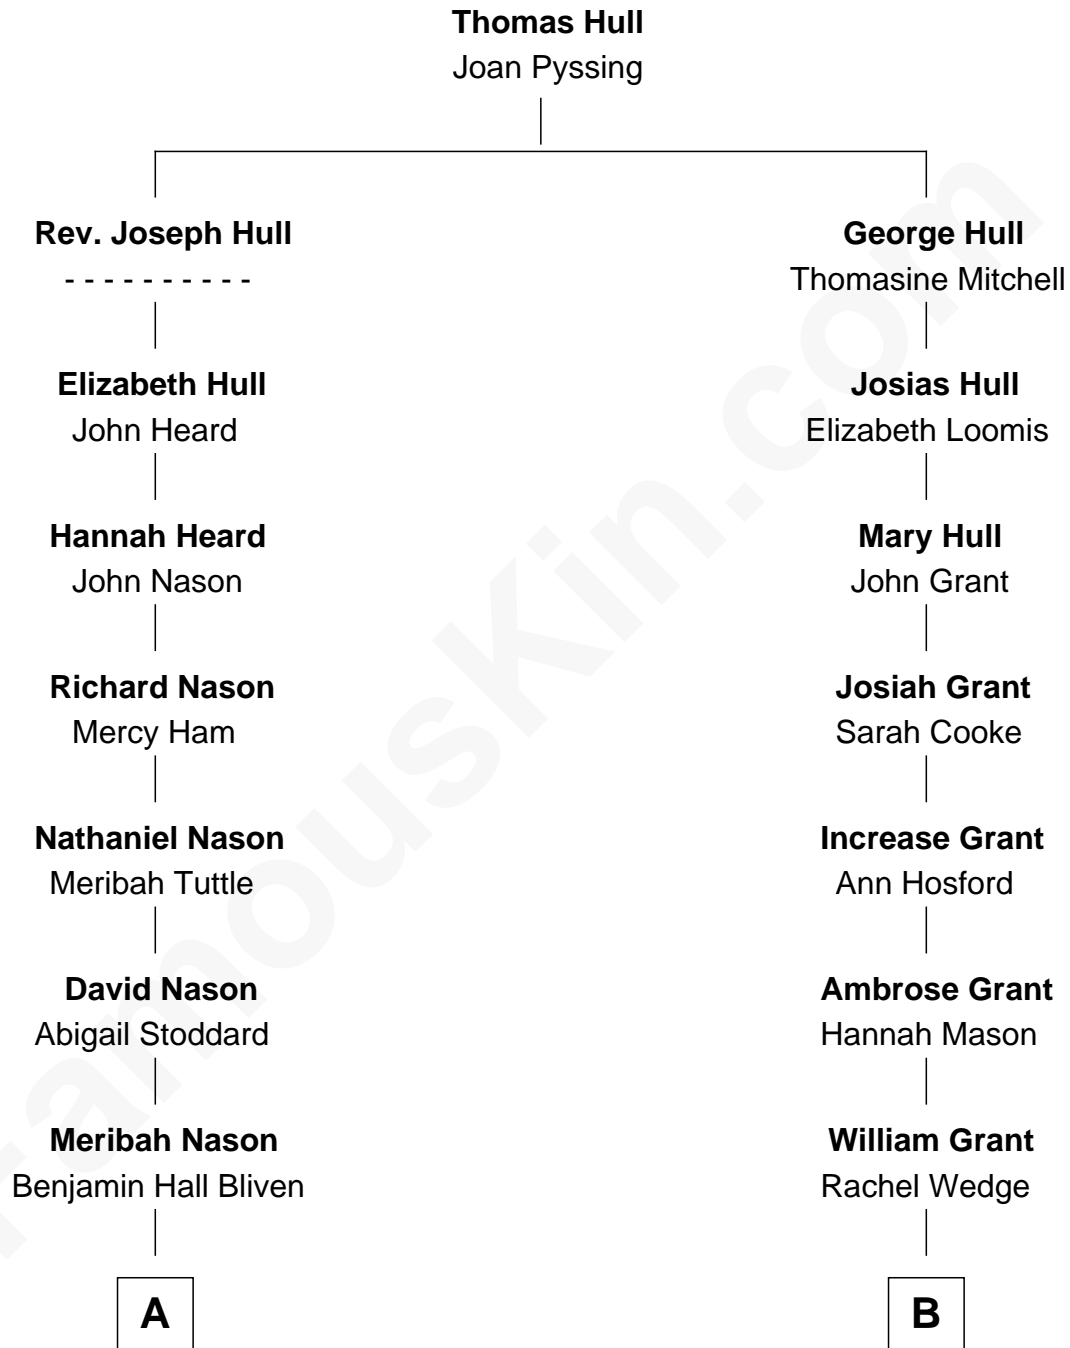 Thomas Hull
Joan Pyssing
Rev. Joseph Hull
- - - - - - - - - -
George Hull
Thomasine Mitchell
Elizabeth Hull
John Heard
Josias Hull
Elizabeth Loomis
Hannah Heard
John Nason
Mary Hull
John Grant
Richard Nason
Mercy Ham
Josiah Grant
Sarah Cooke
Nathaniel Nason
Meribah Tuttle
Increase Grant
Ann Hosford
David Nason
Abigail Stoddard
Ambrose Grant
Hannah Mason
Meribah Nason
Benjamin Hall Bliven
William Grant
Rachel Wedge
A
B
FamousKin.com